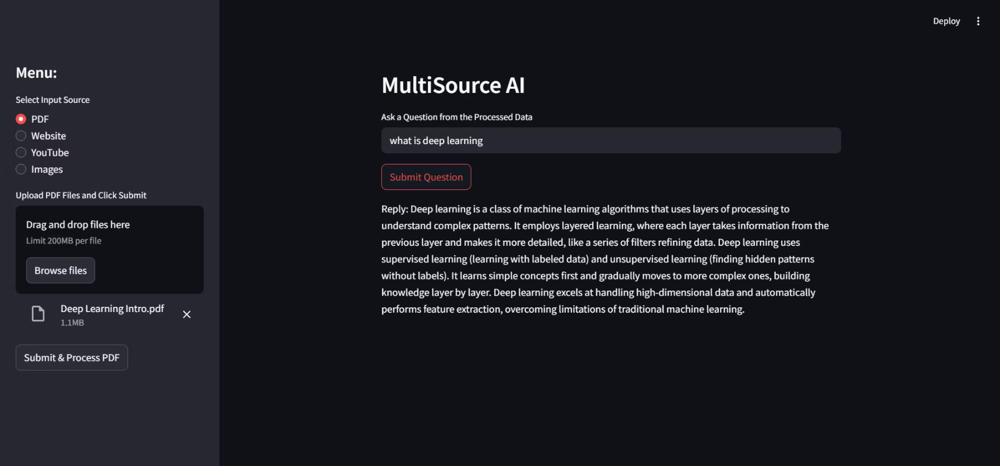 Deploy
Menu:
Select Input Source
PDF
Website
YouTube
Images
Upload PDF Files and Click Submit
Drag and drop files here
Limit 200MB per file
Browse files
Deep Learning Intro.pdf
1.1MB
Submit & Process PDF
MultiSource AI
Ask a Question from the Processed Data
what is deep learning
Submit Question
Reply: Deep learning is a class of machine learning algorithms that uses layers of processing to
understand complex patterns. It employs layered learning, where each layer takes information from the
previous layer and makes it more detailed, like a series of filters refining data. Deep learning uses
supervised learning (learning with labeled data) and unsupervised learning (finding hidden patterns
without labels). It learns simple concepts first and gradually moves to more complex ones, building
knowledge layer by layer. Deep learning excels at handling high-dimensional data and automatically
performs feature extraction, overcoming limitations of traditional machine learning.